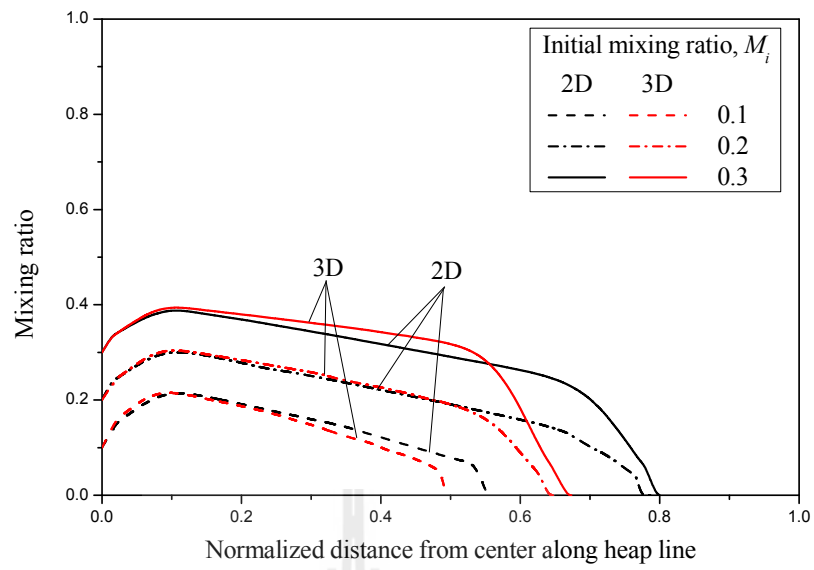 Initial mixing ratio, M_i
2D 3D
0.1
0.2
0.3
1.0
0.8
0.6
0.4
0.2
0.0
Mixing ratio
3D
2D
0.0 0.2 0.4 0.6 0.8 1.0
Normalized distance from center along heap line